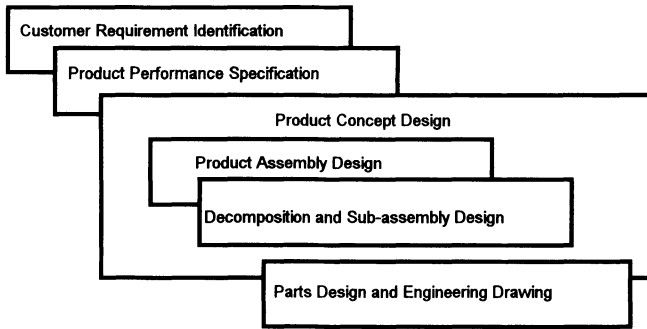 Customer Requirement Identification
Product Performance Specification
Product Concept Design
Product Assembly Design
Decomposition and Sub-assembly Design
Parts Design and Engineering Drawing